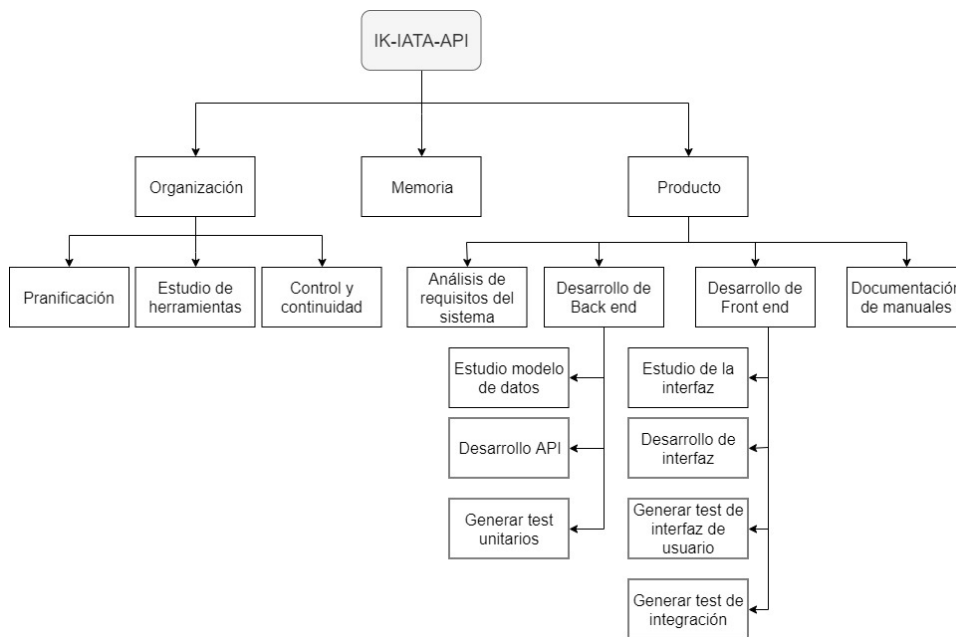 IK-IATA-API
Organización
Memoria
Producto
Pranificación
Estudio de
herramientas
Control y
continuidad
Análisis de
requisitos del
sistema
Desarrollo de
Back end
Desarrollo de
Front end
Documentación
de manuales
Estudio modelo
de datos
Desarrollo API
Generar test
unitarios
Estudio de la
interfaz
Desarrollo de
interfaz
Generar test de
interfaz de
usuario
Generar test de
integración